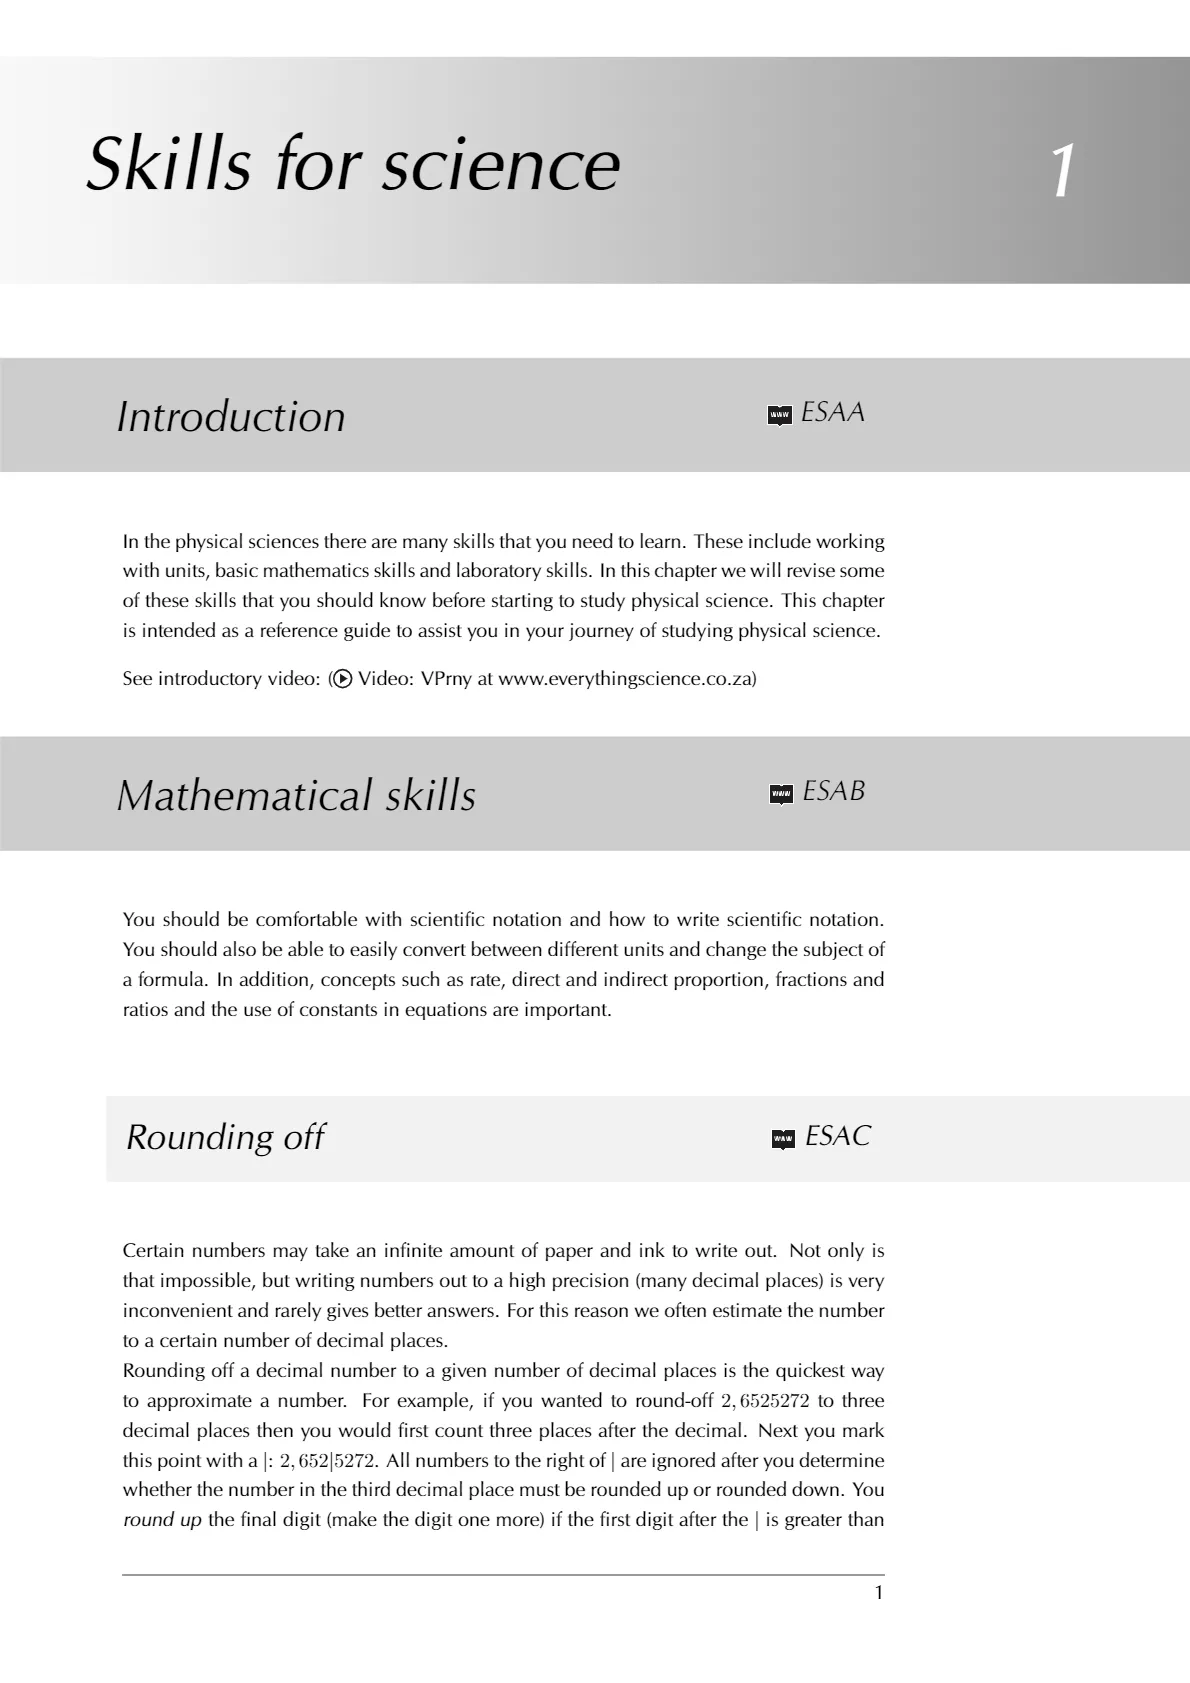 Skills for science 1
Introduction www ESAA
In the physical sciences there are many skills that you need to learn. These include working
with units, basic mathematics skills and laboratory skills. In this chapter we will revise some
of these skills that you should know before starting to study physical science. This chapter
is intended as a reference guide to assist you in your journey of studying physical science.
See introductory video: ( Video: VPrny at www.everythingscience.co.za)
Mathematical skills www ESAB
You should be comfortable with scientific notation and how to write scientific notation.
You should also be able to easily convert between different units and change the subject of
a formula. In addition, concepts such as rate, direct and indirect proportion, fractions and
ratios and the use of constants in equations are important.
Rounding off www ESAC
Certain numbers may take an infinite amount of paper and ink to write out. Not only is
that impossible, but writing numbers out to a high precision (many decimal places) is very
inconvenient and rarely gives better answers. For this reason we often estimate the number
to a certain number of decimal places.
Rounding off a decimal number to a given number of decimal places is the quickest way
to approximate a number. For example, if you wanted to round-off 2, 6525272 to three
decimal places then you would first count three places after the decimal. Next you mark
this point with a |: 2, 652|5272. All numbers to the right of | are ignored after you determine
whether the number in the third decimal place must be rounded up or rounded down. You
round up the final digit (make the digit one more) if the first digit after the | is greater than
1